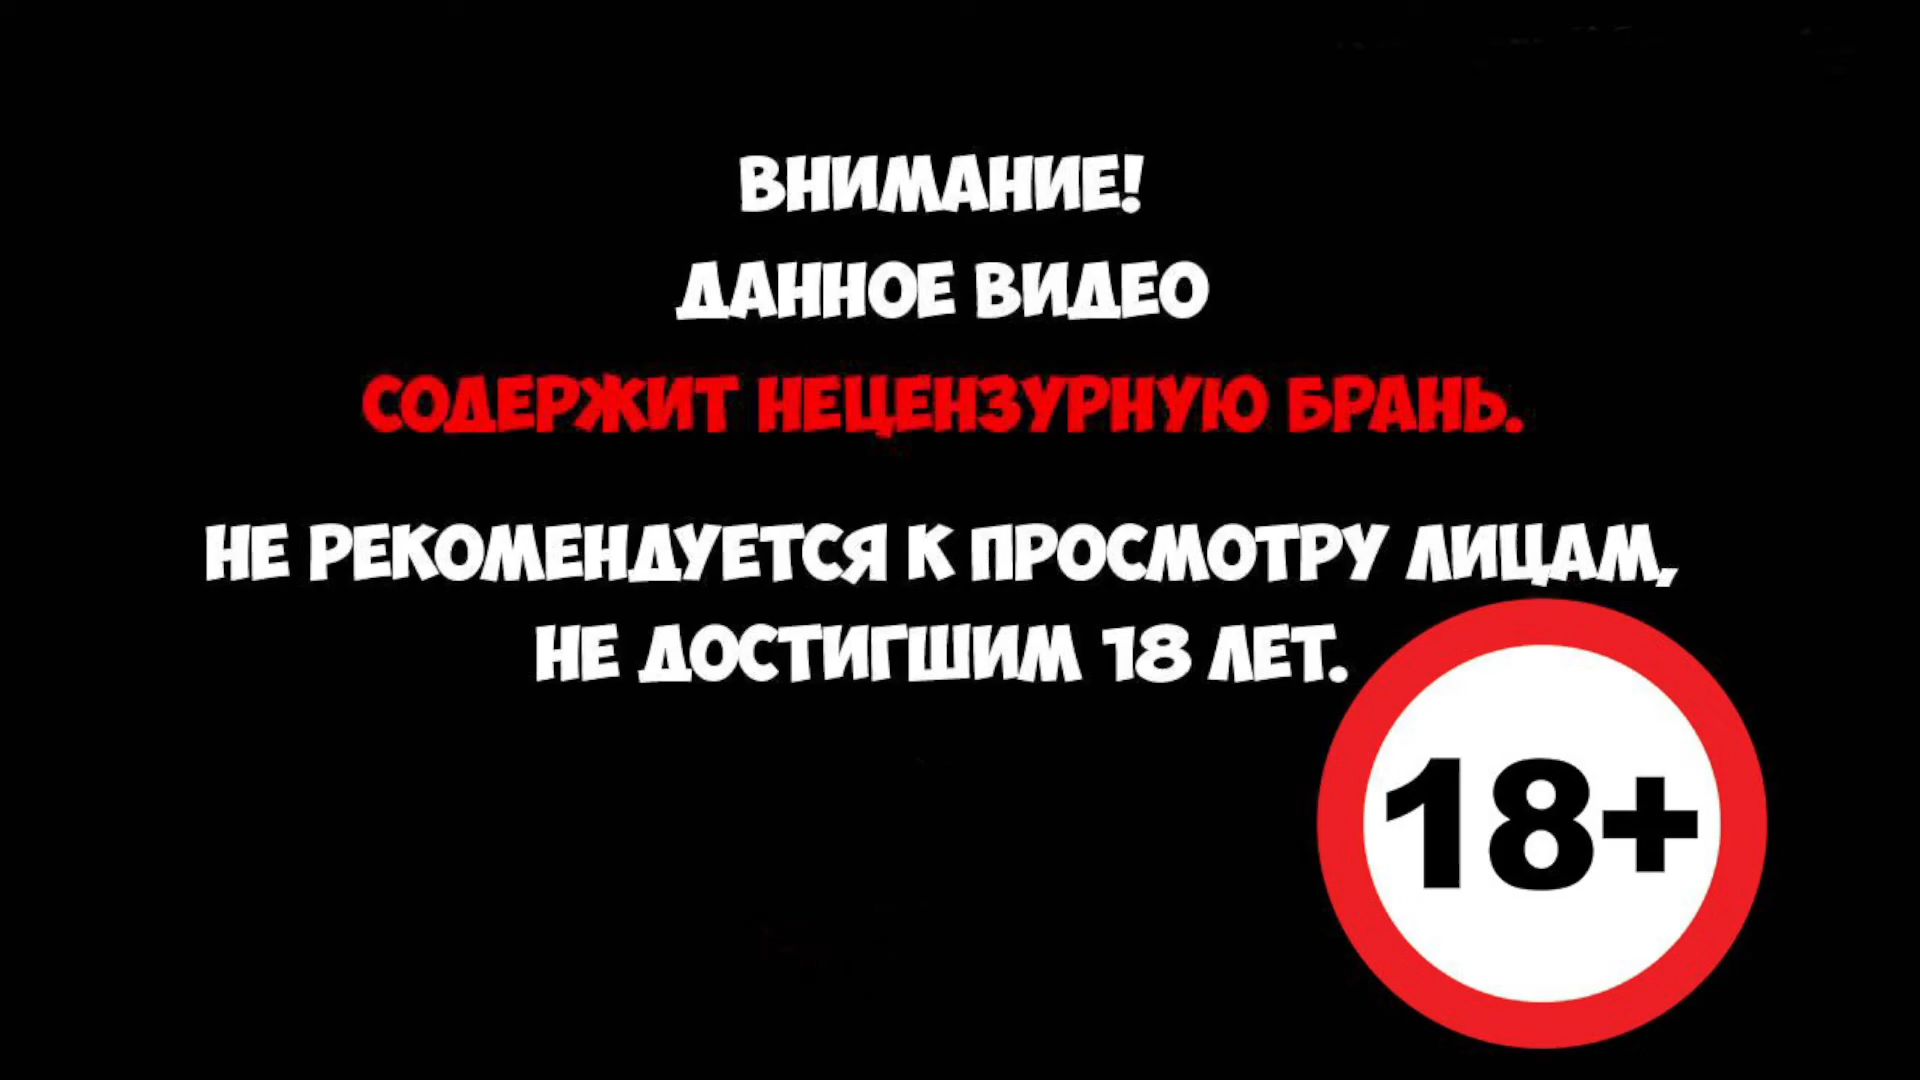 ВНИМАНИЕ!
ДАННОЕ ВИДЕО
СОДЕРЖИТ НЕЦЕНЗУРНУЮ БРАНЬ.
НЕ РЕКОМЕНДУЕТСЯ К ПРОСМОТРУ ЛИЦАМ,
НЕ ДОСТИГШИМ 18 ЛЕТ.
18+